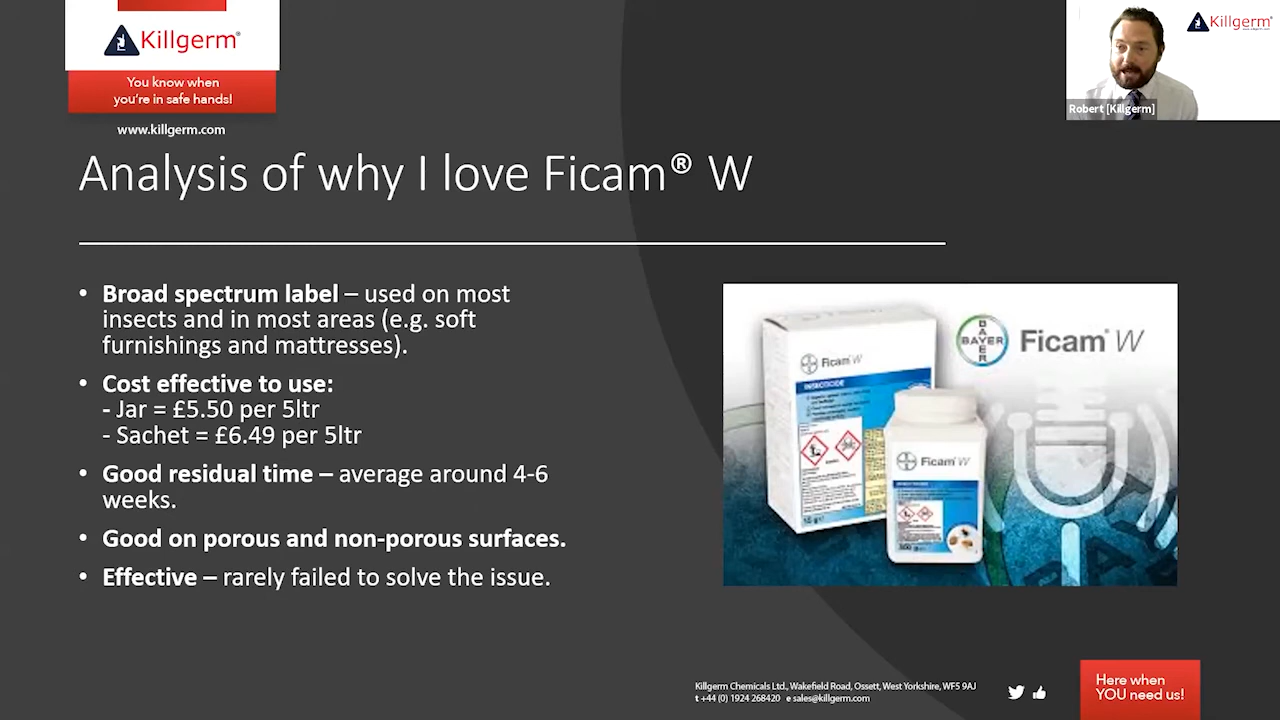 Killgerm®
You know when
you're in safe hands!
www.killgerm.com
Killgerm®
Robert [Killgerm]
Analysis of why I love Ficam® W
• Broad spectrum label – used on most
insects and in most areas (e.g. soft
furnishings and mattresses).
• Cost effective to use:
- Jar = £5.50 per 5ltr
- Sachet = £6.49 per 5ltr
• Good residual time – average around 4-6
weeks.
• Good on porous and non-porous surfaces.
• Effective – rarely failed to solve the issue.
BAYER
BAYER
Ficam® W
Ficam W
INSECTICIDE
Ficam W
Killgerm Chemicals Ltd., Wakefield Road, Ossett, West Yorkshire, WF5 9AJ
t +44 (0) 1924 268420 e sales@killgerm.com
Here when
YOU need us!